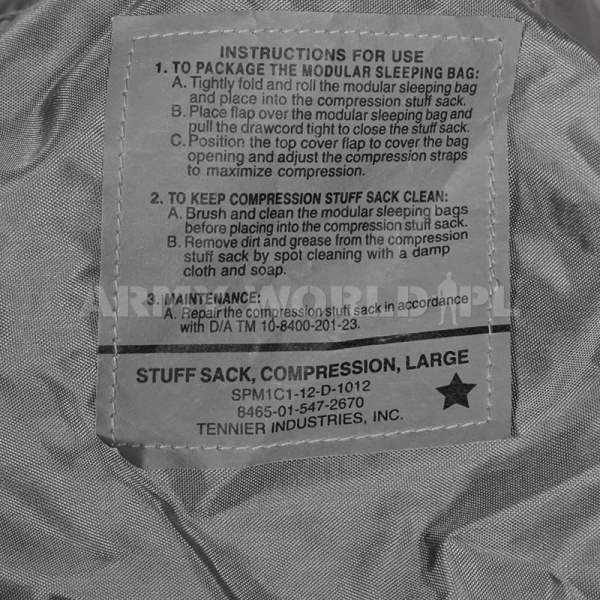 INSTRUCTIONS FOR USE
1. TO PACKAGE THE MODULAR SLEEPING BAG:
A. Tightly fold and roll the modular sleeping bag
and place into the compression stuff sack.
B. Place flap over the modular sleeping bag and
pull the drawcord tight to close the stuff sack.
C. Position the top cover flap to cover the bag
opening and adjust the compression straps
to maximize compression.
2. TO KEEP COMPRESSION STUFF SACK CLEAN:
A. Brush and clean the modular sleeping bags
before placing into the compression stuff sack.
B. Remove dirt and grease from the compression
stuff sack by spot cleaning with a damp
cloth and soap.
ARMYWORLD.PL
3. MAINTENANCE:
A. Repair the compression stuff sack in accordance
with D/A TM 10-8400-201-23.
STUFF SACK, COMPRESSION, LARGE
SPM1C1-12-D-1012
8465-01-547-2670
TENNIER INDUSTRIES, INC.